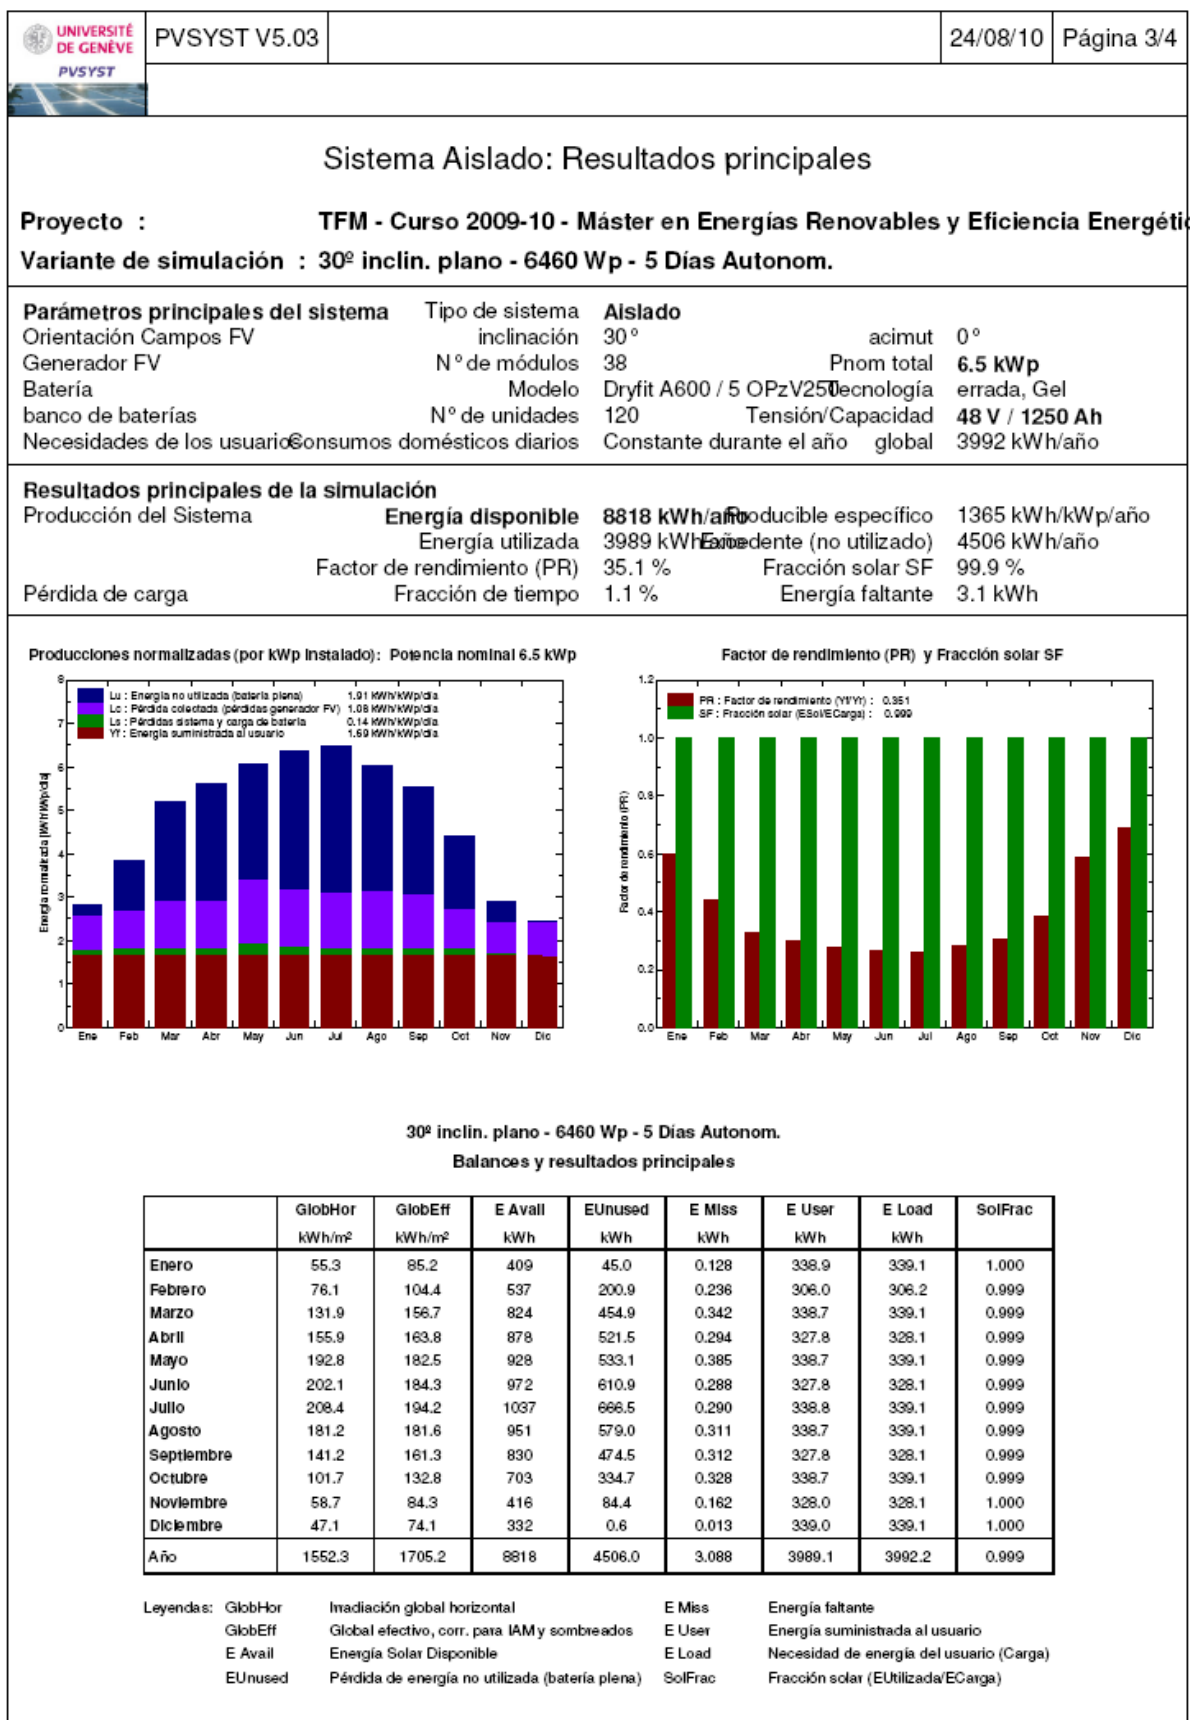 UNIVERSITÉ
DE GENÈVE
PVSYST
PVSYST V5.03
24/08/10
Página 3/4
Sistema Aislado: Resultados principales
Proyecto : TFM - Curso 2009-10 - Máster en Energías Renovables y Eficiencia Energétic
Variante de simulación : 30º inclin. plano - 6460 Wp - 5 Días Autonom.
Parámetros principales del sistema Tipo de sistema Aislado
Orientación Campos FV inclinación 30° acimut 0°
Generador FV N° de módulos 38 Pnom total 6.5 kWp
Batería Modelo Dryfit A600 / 5 OPzV250 Tecnología errada, Gel
banco de baterías N° de unidades 120 Tensión/Capacidad 48 V / 1250 Ah
Necesidades de los usuarios Consumos domésticos diarios Constante durante el año global 3992 kWh/año
Resultados principales de la simulación
Producción del Sistema Energía disponible 8818 kWh/año Producible específico 1365 kWh/kWp/año
Energía utilizada 3989 kWh/año Excedente (no utilizado) 4506 kWh/año
Factor de rendimiento (PR) 35.1 % Fracción solar SF 99.9 %
Pérdida de carga Fracción de tiempo 1.1 % Energía faltante 3.1 kWh
Producciones normalizadas (por kWp instalado): Potencia nominal 6.5 kWp
Lu : Energía no utilizada (batería plena) 1.91 kWh/kWp/día
Lc : Pérdida colectada (pérdidas generador FV) 1.08 kWh/kWp/día
Ls : Pérdidas sistema y carga de batería 0.14 kWh/kWp/día
Yf : Energía suministrada al usuario 1.69 kWh/kWp/día
Energía normalizada [kWh/kWp/día]
8
7
6
5
4
3
2
1
0
Ene Feb Mar Abr May Jun Jul Ago Sep Oct Nov Dic
Factor de rendimiento (PR) y Fracción solar SF
PR : Factor de rendimiento (Yf/Yr) : 0.351
SF : Fracción solar (ESol/ECarga) : 0.999
Factor de rendimiento (PR)
1.2
1.0
0.8
0.6
0.4
0.2
0.0
Ene Feb Mar Abr May Jun Jul Ago Sep Oct Nov Dic
30º inclin. plano - 6460 Wp - 5 Días Autonom.
Balances y resultados principales
GlobHor GlobEff E Avail EUnused E Miss E User E Load SolFrac
kWh/m² kWh/m² kWh kWh kWh kWh kWh
Enero 55.3 85.2 409 45.0 0.128 338.9 339.1 1.000
Febrero 76.1 104.4 537 200.9 0.236 306.0 306.2 0.999
Marzo 131.9 156.7 824 454.9 0.342 338.7 339.1 0.999
Abril 155.9 163.8 878 521.5 0.294 327.8 328.1 0.999
Mayo 192.8 182.5 928 533.1 0.385 338.7 339.1 0.999
Junio 202.1 184.3 972 610.9 0.288 327.8 328.1 0.999
Julio 208.4 194.2 1037 666.5 0.290 338.8 339.1 0.999
Agosto 181.2 181.6 951 579.0 0.311 338.7 339.1 0.999
Septiembre 141.2 161.3 830 474.5 0.312 327.8 328.1 0.999
Octubre 101.7 132.8 703 334.7 0.328 338.7 339.1 0.999
Noviembre 58.7 84.3 416 84.4 0.162 328.0 328.1 1.000
Diciembre 47.1 74.1 332 0.6 0.013 339.0 339.1 1.000
Año 1552.3 1705.2 8818 4506.0 3.088 3989.1 3992.2 0.999
Leyendas: GlobHor Irradiación global horizontal E Miss Energía faltante
GlobEff Global efectivo, corr. para IAM y sombreados E User Energía suministrada al usuario
E Avail Energía Solar Disponible E Load Necesidad de energía del usuario (Carga)
EUnused Pérdida de energía no utilizada (batería plena) SolFrac Fracción solar (EUtilizada/ECarga)